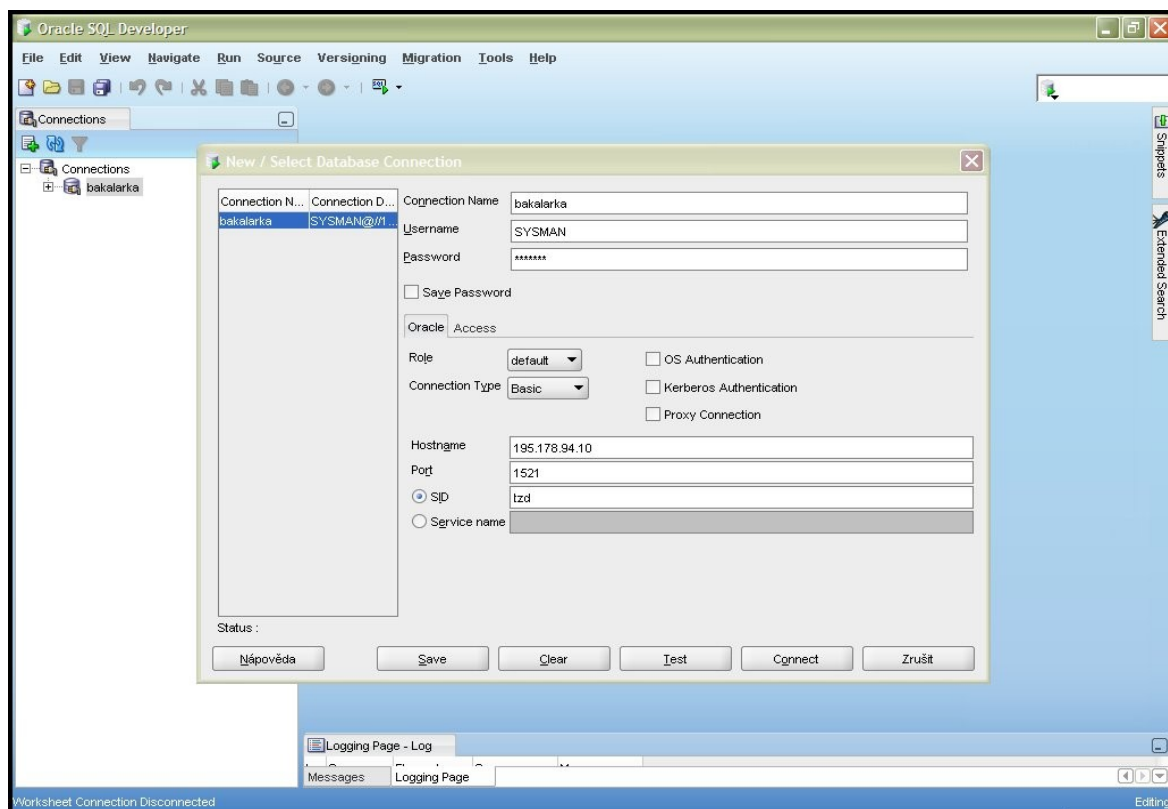 Oracle SQL Developer
File Edit View Navigate Run Source Versioning Migration Tools Help
Connections
Connections
bakalarka
Snippets
Extended Search
New / Select Database Connection
Connection N... Connection D...
bakalarka SYSMAN@//1...
Connection Name bakalarka
Username SYSMAN
Password *******
Save Password
Oracle Access
Role default OS Authentication
Connection Type Basic Kerberos Authentication
Proxy Connection
Hostname 195.178.94.10
Port 1521
SID tzd
Service name
Status :
Nápověda Save Clear Test Connect Zrušit
Logging Page - Log
Messages Logging Page
Worksheet Connection Disconnected Editing